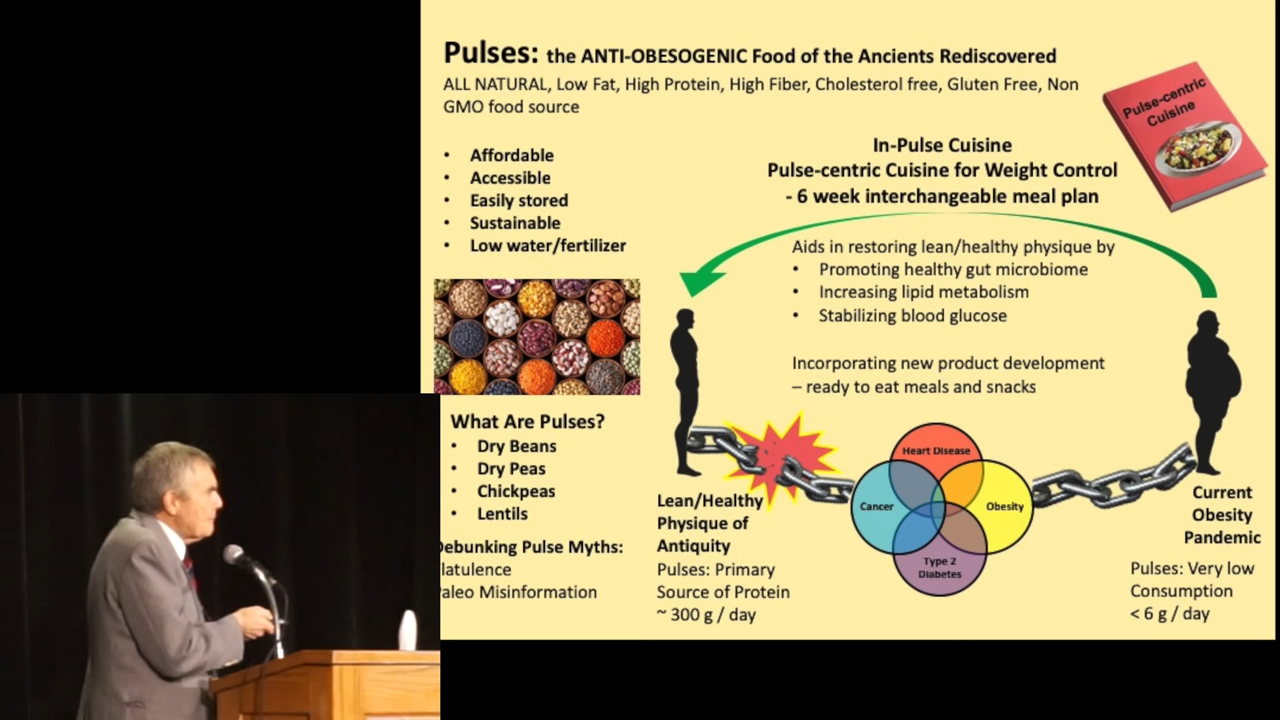 Pulses: the ANTI-OBESOGENIC Food of the Ancients Rediscovered
ALL NATURAL, Low Fat, High Protein, High Fiber, Cholesterol free, Gluten Free, Non
GMO food source
• Affordable
• Accessible
• Easily stored
• Sustainable
• Low water/fertilizer
Pulse-centric
Cuisine
In-Pulse Cuisine
Pulse-centric Cuisine for Weight Control
- 6 week interchangeable meal plan
Aids in restoring lean/healthy physique by
• Promoting healthy gut microbiome
• Increasing lipid metabolism
• Stabilizing blood glucose
Incorporating new product development
– ready to eat meals and snacks
What Are Pulses?
• Dry Beans
• Dry Peas
• Chickpeas
• Lentils
ebunking Pulse Myths:
latulence
aleo Misinformation
Lean/Healthy
Physique of
Antiquity
Pulses: Primary
Source of Protein
~ 300 g / day
Heart Disease
Cancer
Obesity
Type 2
Diabetes
Current
Obesity
Pandemic
Pulses: Very low
Consumption
< 6 g / day